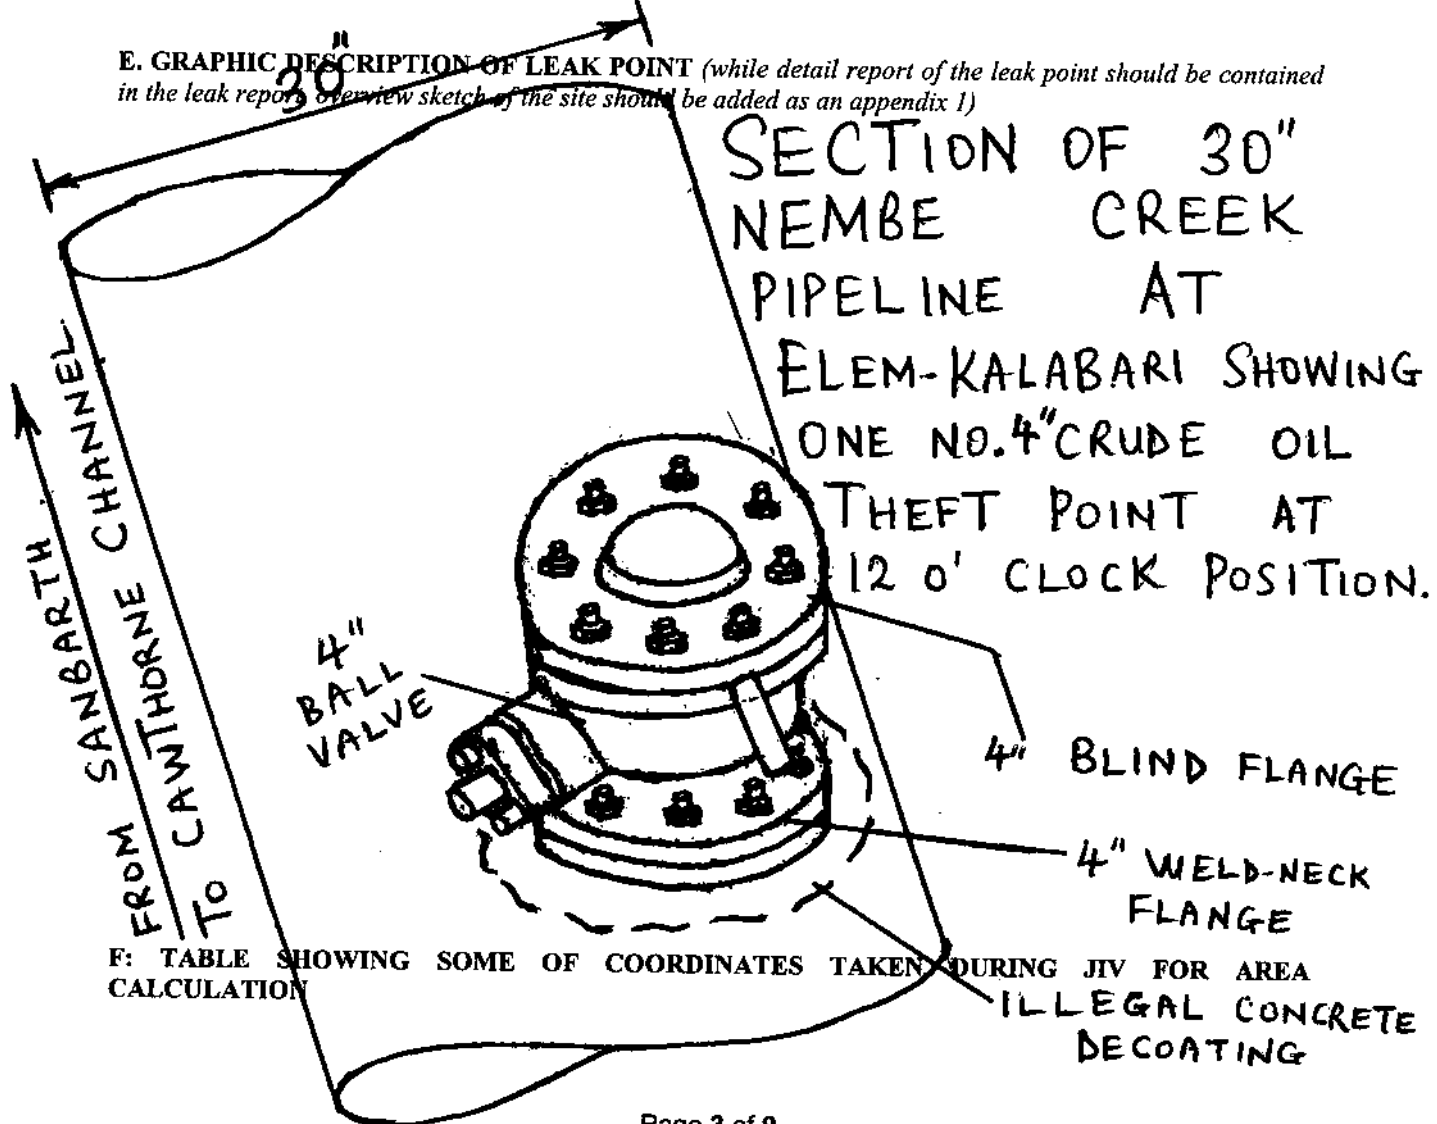 E. GRAPHIC DESCRIPTION OF LEAK POINT (while detail report of the leak point should be contained
in the leak report, overview sketch of the site should be added as an appendix 1)
30"
SECTION OF 30"
NEMBE CREEK
PIPELINE AT
ELEM-KALABARI SHOWING
ONE NO. 4" CRUDE OIL
THEFT POINT AT
12 O' CLOCK POSITION.
FROM SANBARTH
TO CAWTHORNE CHANNEL
4"
BALL
VALVE
4" BLIND FLANGE
4" WELD-NECK
FLANGE
ILLEGAL CONCRETE
DECOATING
F: TABLE SHOWING SOME OF COORDINATES TAKEN DURING JIV FOR AREA
CALCULATION
Page 3 of 9